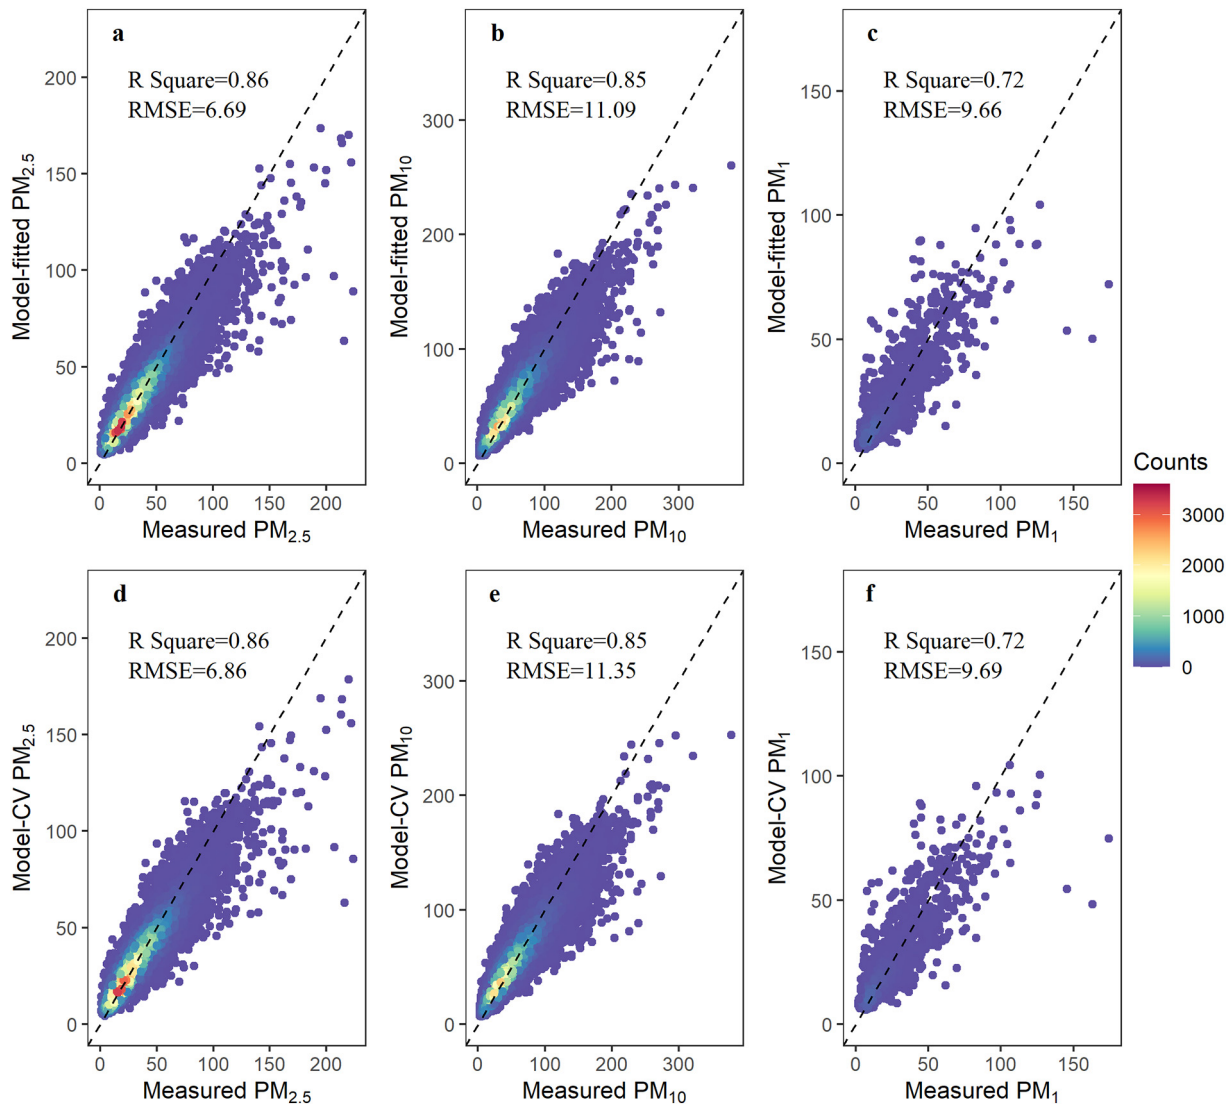 a
R Square=0.86
RMSE=6.69
200
150
100
50
0
Model-fitted PM2.5
0 50 100 150 200
Measured PM2.5
b
R Square=0.85
RMSE=11.09
300
200
100
0
Model-fitted PM10
0 100 200 300
Measured PM10
c
R Square=0.72
RMSE=9.66
150
100
50
0
Model-fitted PM1
0 50 100 150
Measured PM1
Counts
3000
2000
1000
0
d
R Square=0.86
RMSE=6.86
200
150
100
50
0
Model-CV PM2.5
0 50 100 150 200
Measured PM2.5
e
R Square=0.85
RMSE=11.35
300
200
100
0
Model-CV PM10
0 100 200 300
Measured PM10
f
R Square=0.72
RMSE=9.69
150
100
50
0
Model-CV PM1
0 50 100 150
Measured PM1